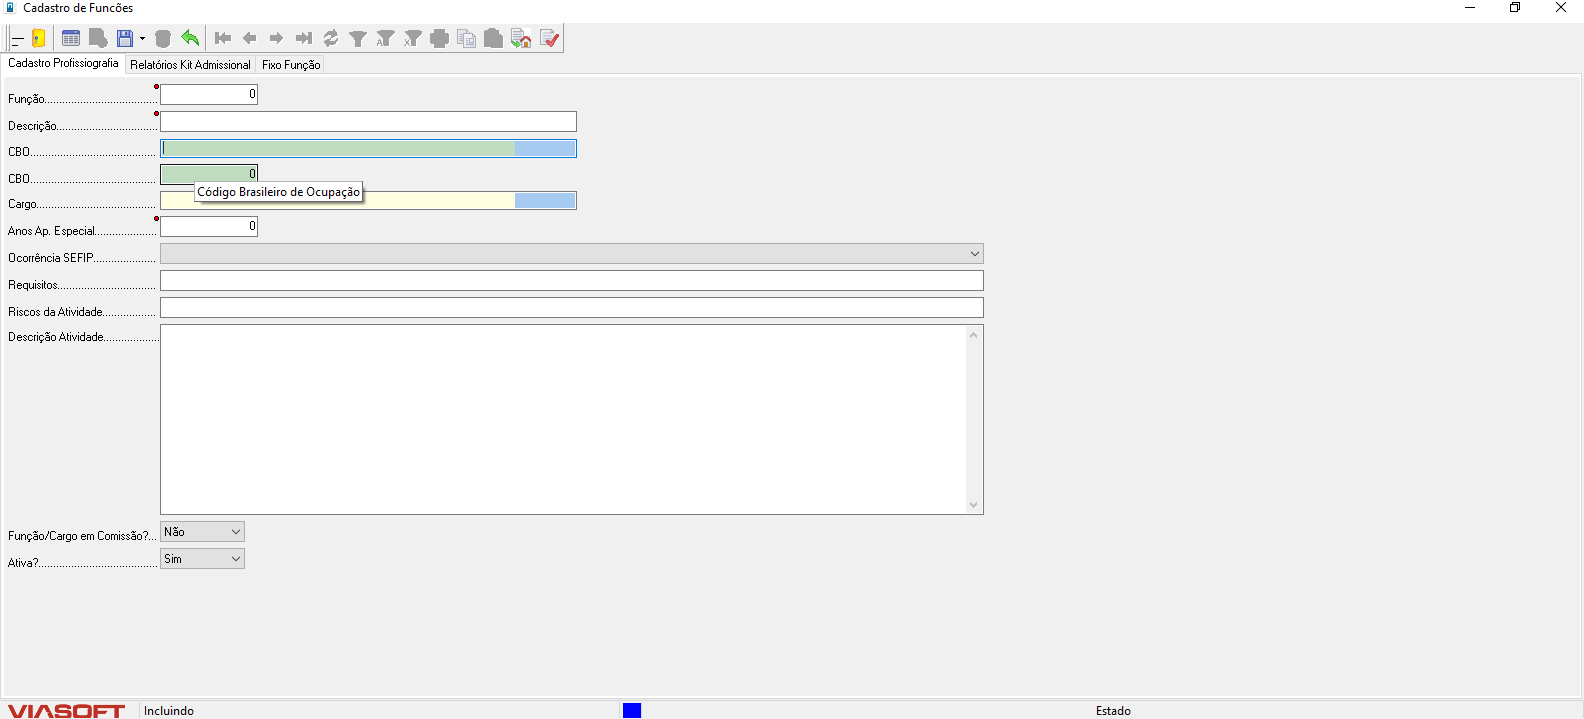 Cadastro de Funcões
Cadastro Profissiografia Relatórios Kit Admissional Fixo Função
Função..................................... 0
Descrição.................................
CBO..........................................
CBO.......................................... 0
Código Brasileiro de Ocupação
Cargo........................................
Anos Ap. Especial.................... 0
Ocorrência SEFIP.....................
Requisitos.................................
Riscos da Atividade..................
Descrição Atividade...................
Função/Cargo em Comissão?... Não
Ativa?........................................ Sim
VIASOFT Incluindo Estado